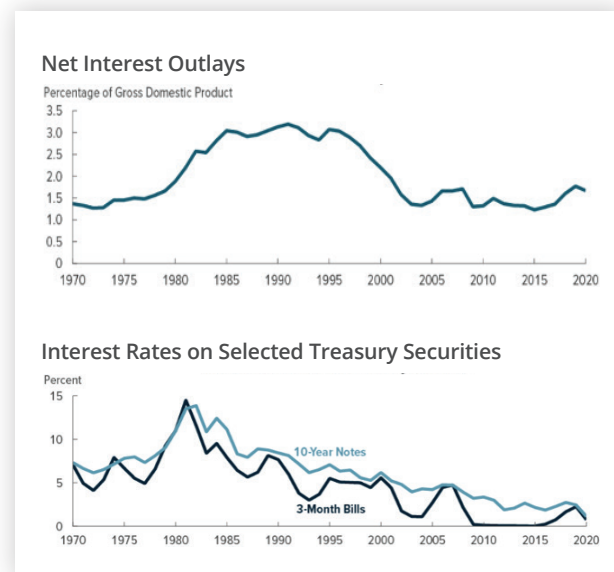 Net Interest Outlays
Percentage of Gross Domestic Product
3.5
3.0
2.5
2.0
1.5
1.0
0.5
0
1970 1975 1980 1985 1990 1995 2000 2005 2010 2015 2020
Interest Rates on Selected Treasury Securities
Percent
15
10
10-Year Notes
5
3-Month Bills
0
1970 1975 1980 1985 1990 1995 2000 2005 2010 2015 2020